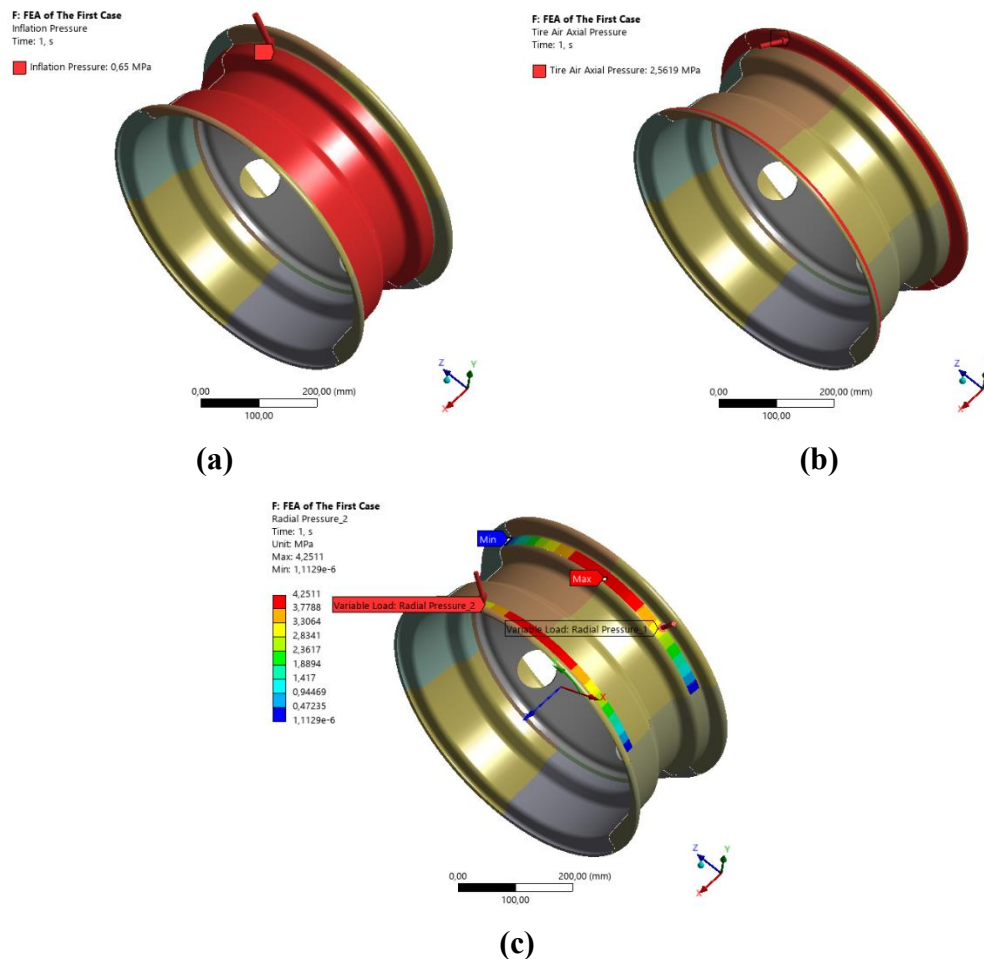 F: FEA of The First Case
Inflation Pressure
Time: 1, s
Inflation Pressure: 0,65 MPa
0,00
200,00 (mm)
100,00
Z
Y
X
(a)
F: FEA of The First Case
Tire Air Axial Pressure
Time: 1, s
Tire Air Axial Pressure: 2,5619 MPa
0,00
200,00 (mm)
100,00
Z
X
(b)
F: FEA of The First Case
Radial Pressure_2
Time: 1, s
Unit: MPa
Max: 4,2511
Min: 1,1129e-6
4,2511
3,7788
3,3064
2,8341
2,3617
1,8894
1,417
0,94469
0,47235
1,1129e-6
Min
Max
Variable Load: Radial Pressure_2
Variable Load: Radial Pressure_1
X
0,00
200,00 (mm)
100,00
Z
Y
X
(c)